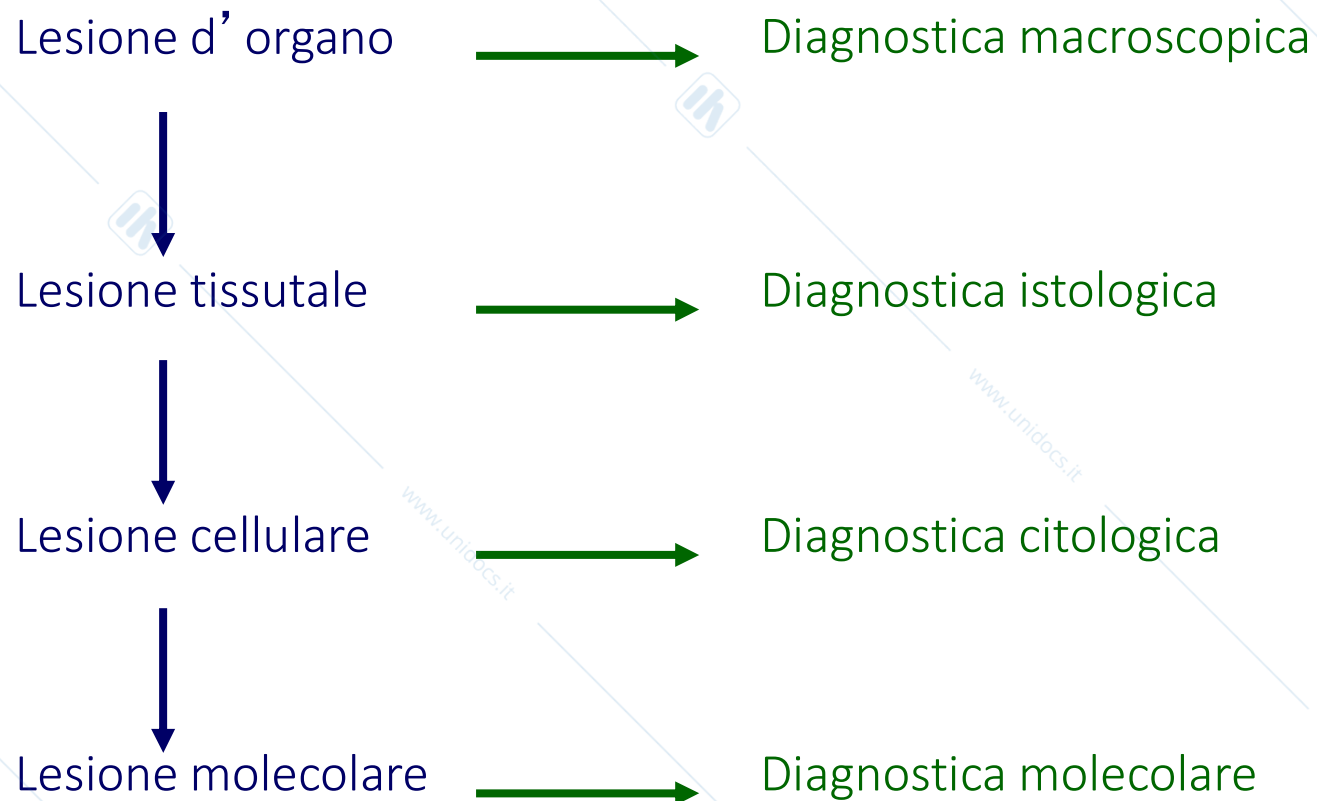 Lesione d’ organo Diagnostica macroscopica
Lesione tissutale Diagnostica istologica
www.unidocs.it
Lesione cellulare Diagnostica citologica
www.unidocs.it
Lesione molecolare Diagnostica molecolare